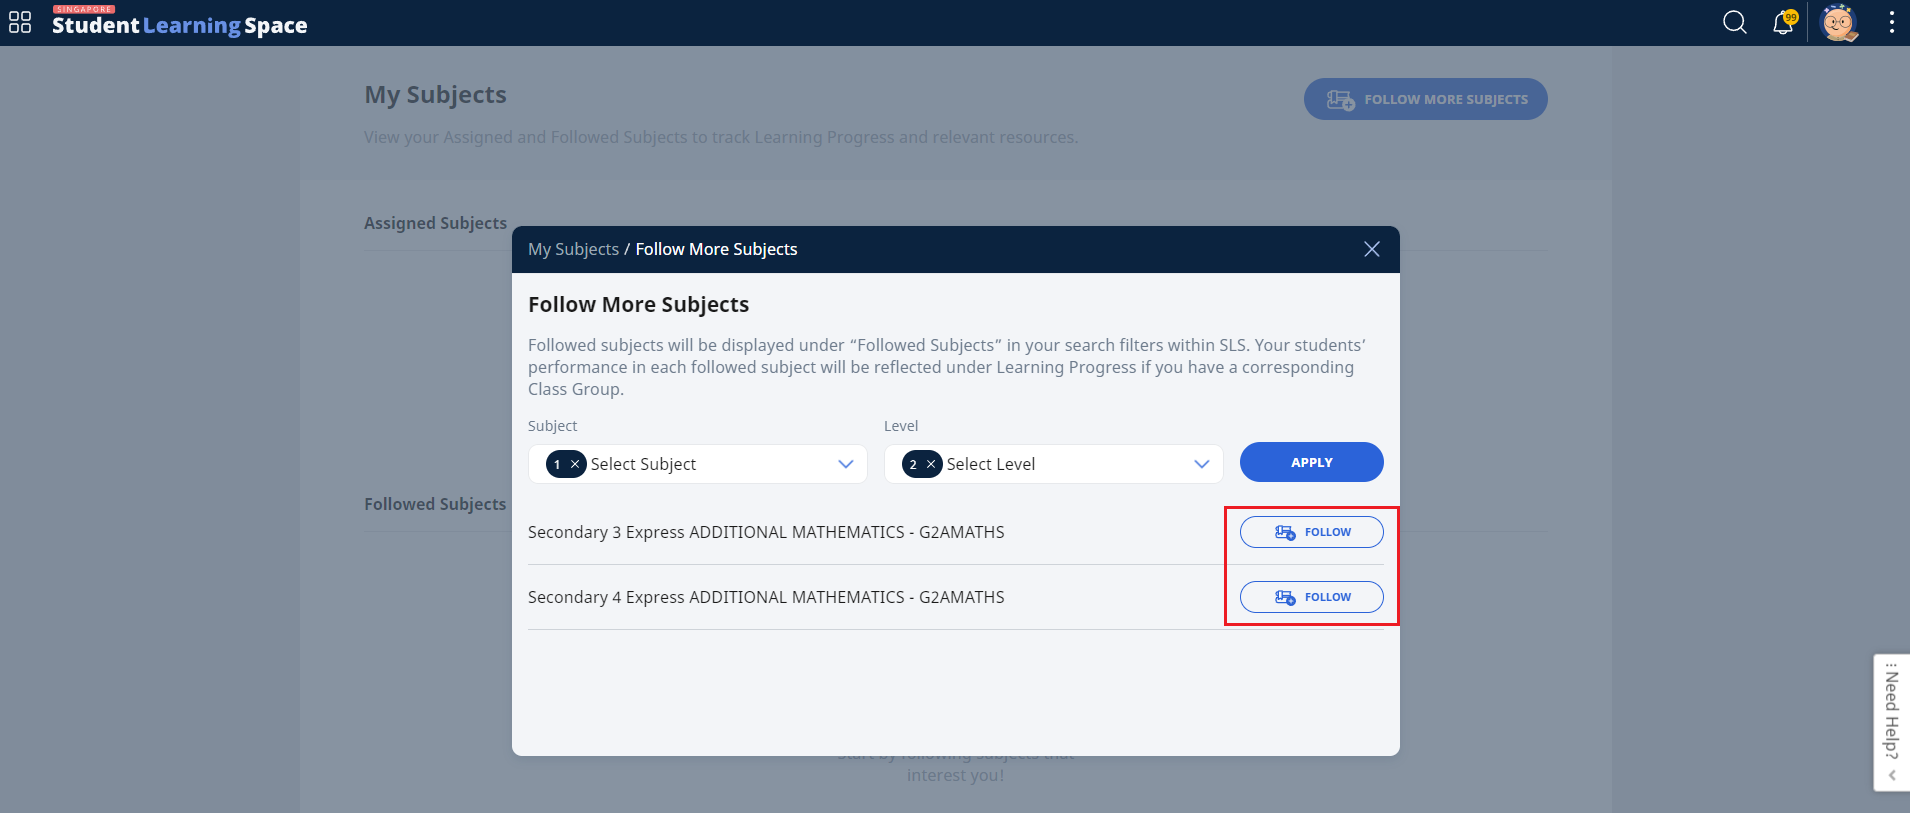 SINGAPORE
Student Learning Space
99
My Subjects
FOLLOW MORE SUBJECTS
View your Assigned and Followed Subjects to track Learning Progress and relevant resources.
Assigned Subjects
My Subjects / Follow More Subjects
Follow More Subjects
Followed subjects will be displayed under “Followed Subjects” in your search filters within SLS. Your students’
performance in each followed subject will be reflected under Learning Progress if you have a corresponding
Class Group.
Subject
Level
1 × Select Subject
2 × Select Level
APPLY
Followed Subjects
Secondary 3 Express ADDITIONAL MATHEMATICS - G2AMATHS
FOLLOW
Secondary 4 Express ADDITIONAL MATHEMATICS - G2AMATHS
FOLLOW
Start by following subjects that
interest you!
Need Help?